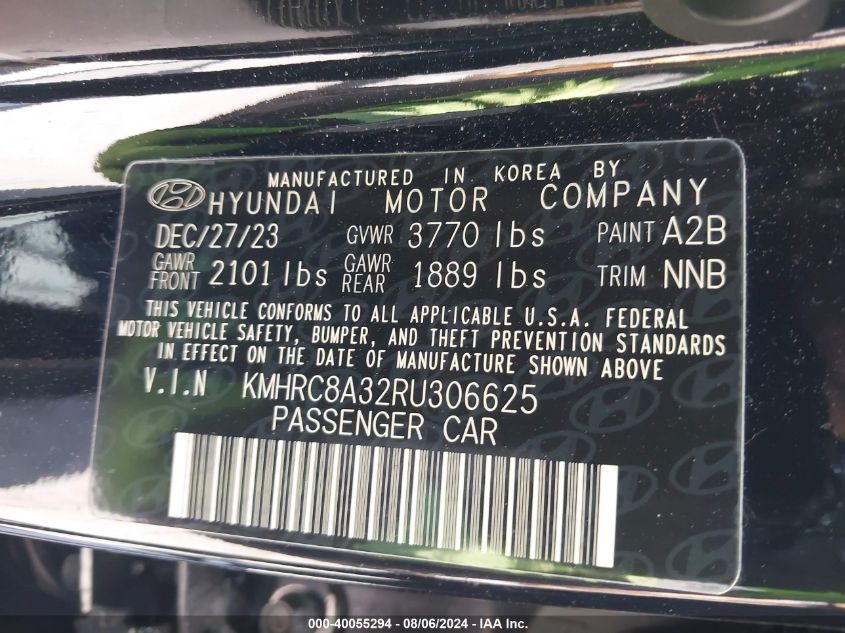 MANUFACTURED IN KOREA BY
HYUNDAI MOTOR COMPANY
DEC/27/23 GVWR 3770 lbs PAINT A2B
GAWR FRONT 2101 lbs GAWR REAR 1889 lbs TRIM NNB
THIS VEHICLE CONFORMS TO ALL APPLICABLE U.S.A. FEDERAL
MOTOR VEHICLE SAFETY, BUMPER, AND THEFT PREVENTION STANDARDS
IN EFFECT ON THE DATE OF MANUFACTURE SHOWN ABOVE
V.I.N KMHRC8A32RU306625
PASSENGER CAR
000-40055294 - 08/06/2024 - IAA Inc.